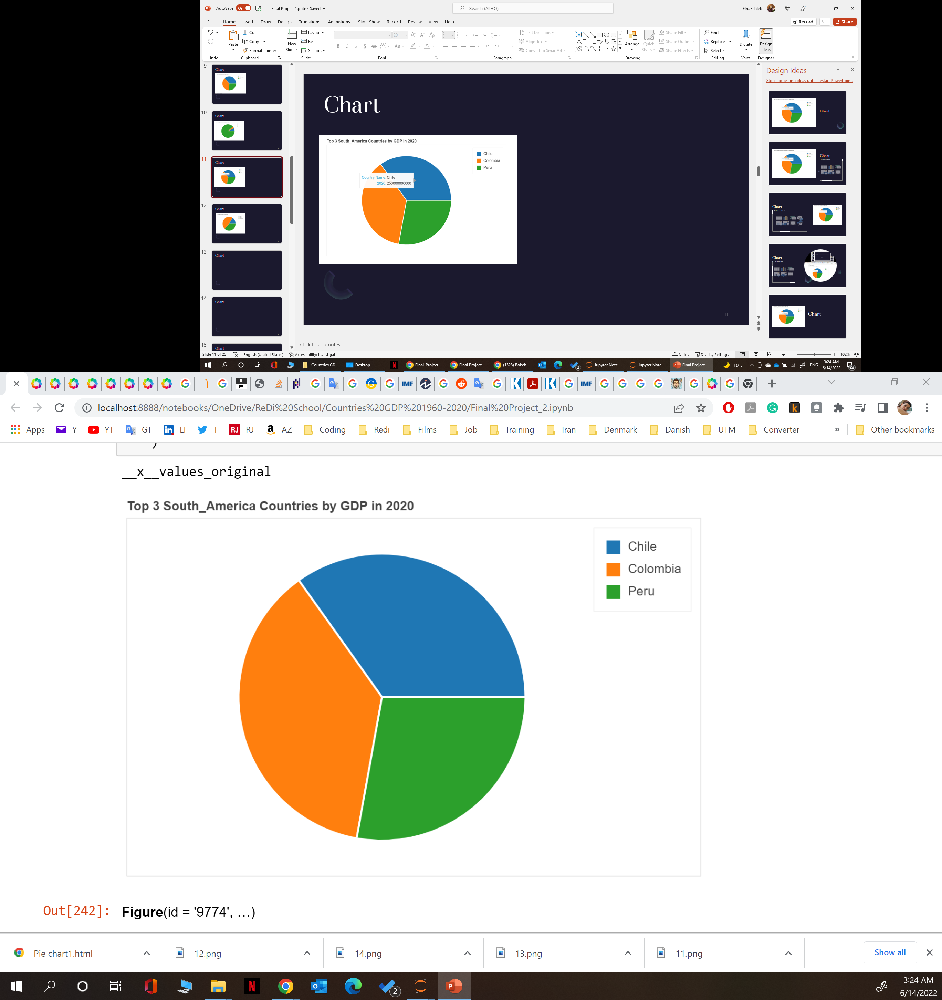 AutoSave On Final Project 1.pptx • Saved Search (Alt+Q) Elnaz Talebi
File Home Insert Draw Design Transitions Animations Slide Show Record Review View Help Record Share
Undo
Paste Cut Copy Format Painter
Clipboard
New Slide Layout Reset Section
Slides
20
Font
Text Direction
Align Text
Convert to SmartArt
Paragraph
Arrange Quick Styles
Shape Fill
Shape Outline
Shape Effects
Drawing
Find
Replace
Select
Editing
Dictate
Voice
Design Ideas
Designer
9
Chart
10
Chart
11
Chart
12
Chart
13
Chart
14
Chart
15
Chart
Chart
Top 3 South_America Countries by GDP in 2020
Chile
Colombia
Peru
Country Name: Chile
2020: 253000000000
11
Click to add notes
Design Ideas
Stop suggesting ideas until I restart PowerPoint.
Chart
Chart
Chart
Chart
Chart
Slide 11 of 25 English (United States) Accessibility: Investigate Notes Display Settings 102%
Countries GD... Desktop N Final_Project_... Final Project_... (1328) Bokeh ... 2 Jupyter Note... Jupyter Note... Final Project ... 10°C ENG 3:24 AM
6/14/2022 22
IMF IMF
localhost:8888/notebooks/OneDrive/ReDi%20School/Countries%20GDP%201960-2020/Final%20Project_2.ipynb
Apps Y YT GT LI T RJ RJ AZ Coding Redi Films Job Training Iran Denmark Danish UTM Converter » Other bookmarks
)
__x__values_original
Top 3 South_America Countries by GDP in 2020
Chile
Colombia
Peru
Out[242]: Figure(id = '9774', …)
Pie chart1.html 12.png 14.png 13.png 11.png Show all
N 2 3:24 AM
6/14/2022